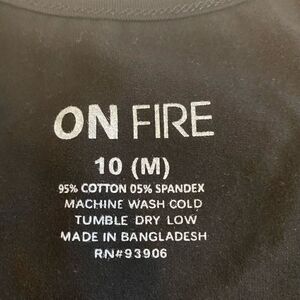 ON FIRE
10 (M)
95% COTTON 05% SPANDEX
MACHINE WASH COLD
TUMBLE DRY LOW
MADE IN BANGLADESH
RN#93906